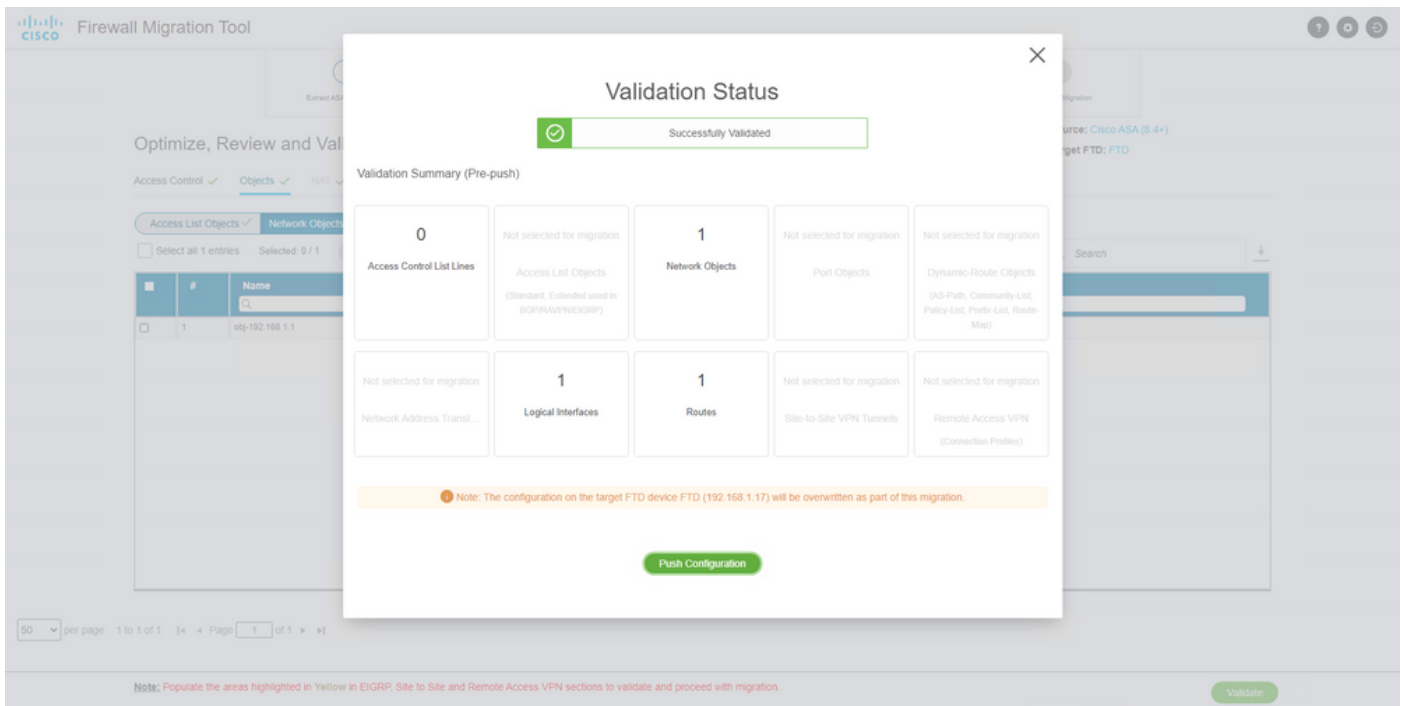 CISCO
Firewall Migration Tool
Extract ASA
Migration
Validation Status
Successfully Validated
Optimize, Review and Val
urce: Cisco ASA (8.4+)
rget FTD: FTD
Access Control
Objects
NAT
Validation Summary (Pre-push)
Access List Objects
Network Objects
Select all 1 entries
Selected: 0 / 1
Search
#
Name
1
obj-192.168.1.1
0
Access Control List Lines
Not selected for migration
Access List Objects
(Standard, Extended used in
BGP/RAVPN/EIGRP)
1
Network Objects
Not selected for migration
Port Objects
Not selected for migration
Dynamic-Route Objects
(AS-Path, Community-List,
Policy-List, Prefix-List, Route-
Map)
Not selected for migration
Network Address Transl...
1
Logical Interfaces
1
Routes
Not selected for migration
Site-to-Site VPN Tunnels
Not selected for migration
Remote Access VPN
(Connection Profiles)
Note: The configuration on the target FTD device FTD (192.168.1.17) will be overwritten as part of this migration.
Push Configuration
50 per page 1 to 1 of 1 Page 1 of 1
Note: Populate the areas highlighted in Yellow in EIGRP, Site to Site and Remote Access VPN sections to validate and proceed with migration.
Validate